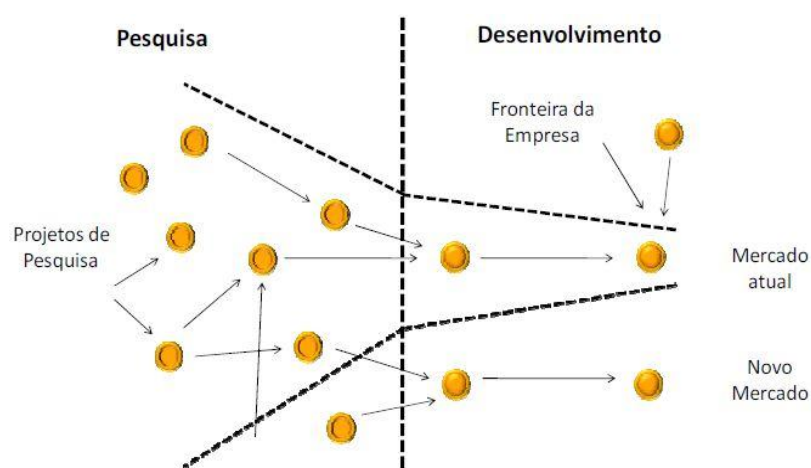 Pesquisa
Desenvolvimento
Fronteira da
Empresa
Projetos de
Pesquisa
Mercado
atual
Novo
Mercado